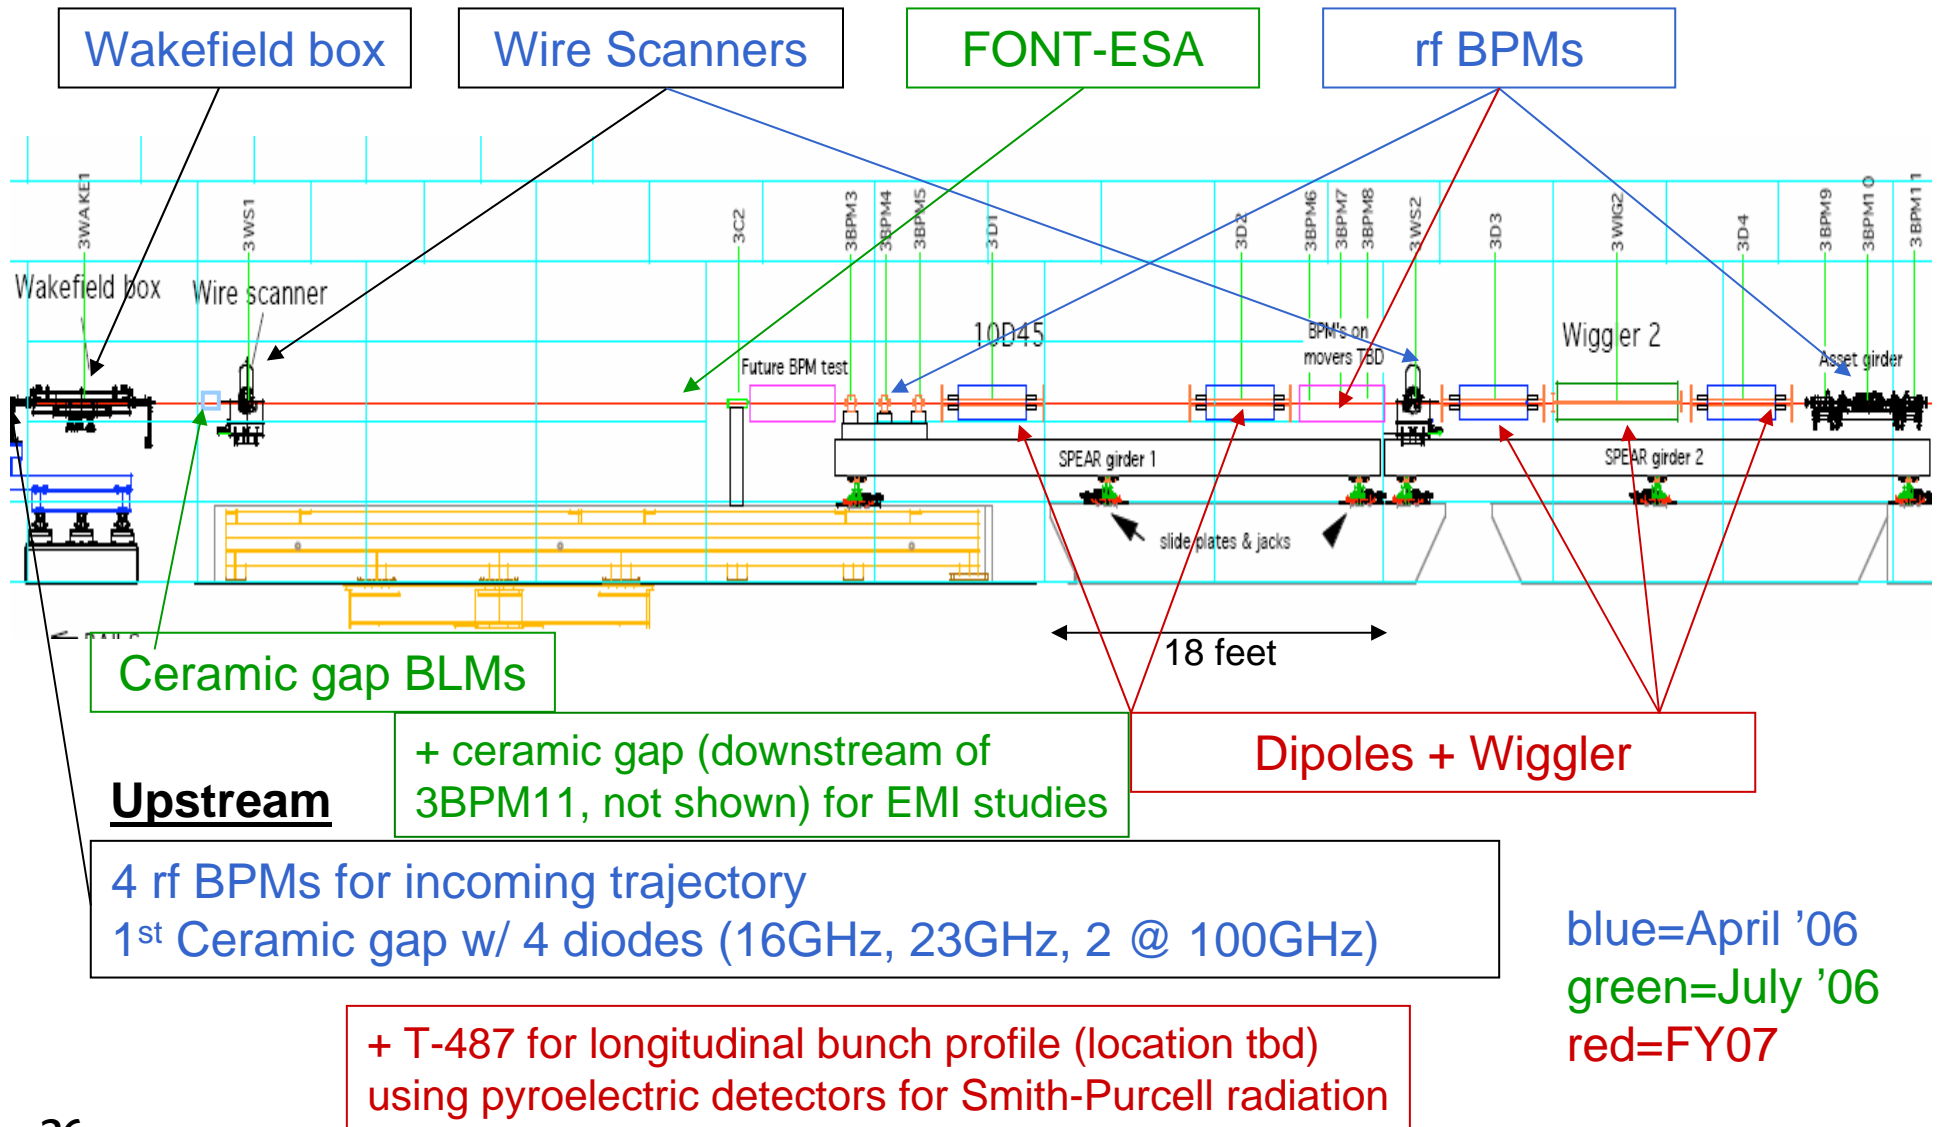 Wakefield box
Wire Scanners
FONT-ESA
rf BPMs
3WAKE1
3WS1
3C2
3BPM3
3BPM4
3BPM5
3D1
3D2
3BPM6
3BPM7
3BPM8
3WS2
3D3
3WIG2
3D4
3BPM9
3BPM10
3BPM11
Wakefield box
Wire scanner
Future BPM test
10D45
BPM's on
movers TBD
Wiggler 2
Asset girder
SPEAR girder 1
SPEAR girder 2
slide plates & jacks
18 feet
Ceramic gap BLMs
+ ceramic gap (downstream of
3BPM11, not shown) for EMI studies
Dipoles + Wiggler
Upstream
4 rf BPMs for incoming trajectory
1st Ceramic gap w/ 4 diodes (16GHz, 23GHz, 2 @ 100GHz)
blue=April '06
green=July '06
red=FY07
+ T-487 for longitudinal bunch profile (location tbd)
using pyroelectric detectors for Smith-Purcell radiation